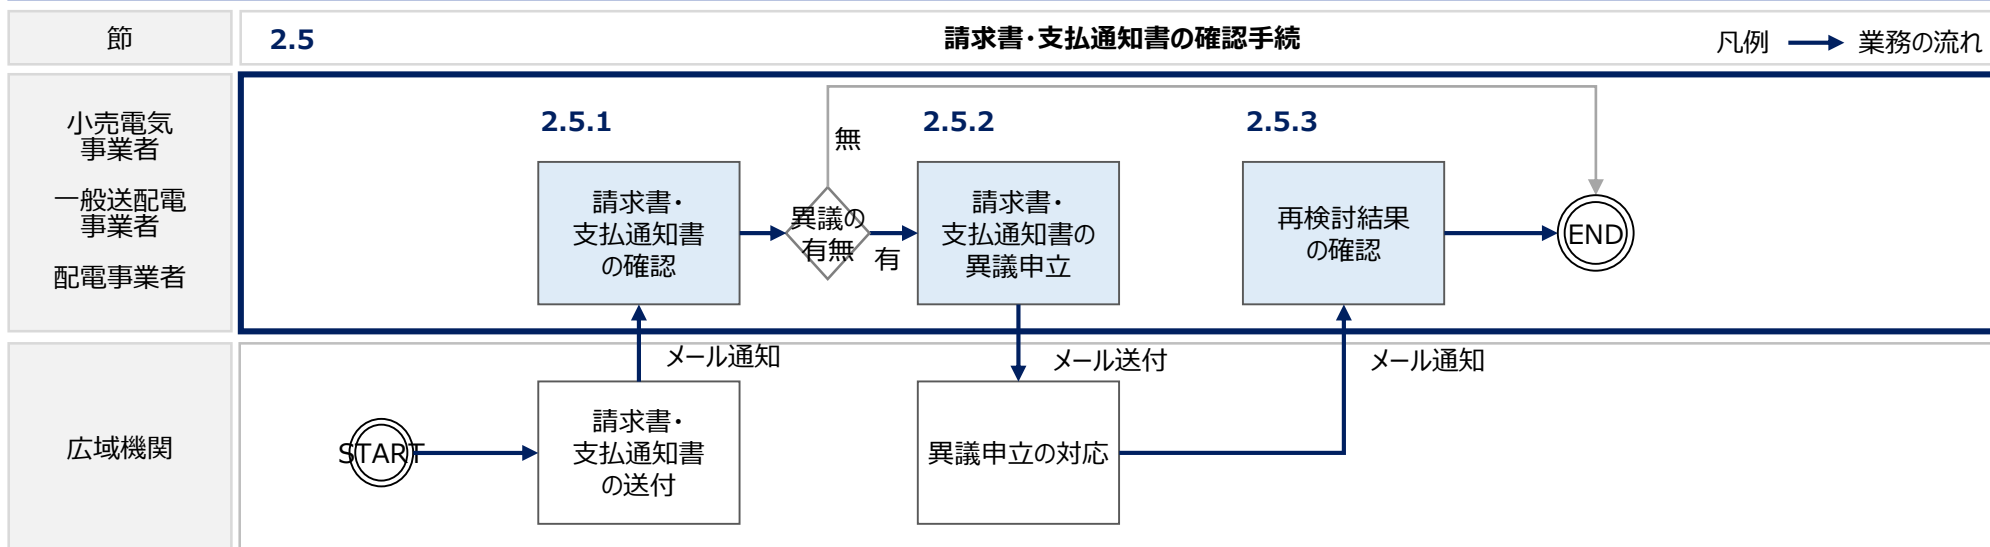 節
2.5
請求書・支払通知書の確認手続
凡例
業務の流れ
小売電気
事業者
一般送配電
事業者
配電事業者
2.5.1
請求書・
支払通知書
の確認
異議の
有無
無
有
2.5.2
請求書・
支払通知書の
異議申立
2.5.3
再検討結果
の確認
END
メール通知
メール送付
メール通知
広域機関
START
請求書・
支払通知書
の送付
異議申立の対応